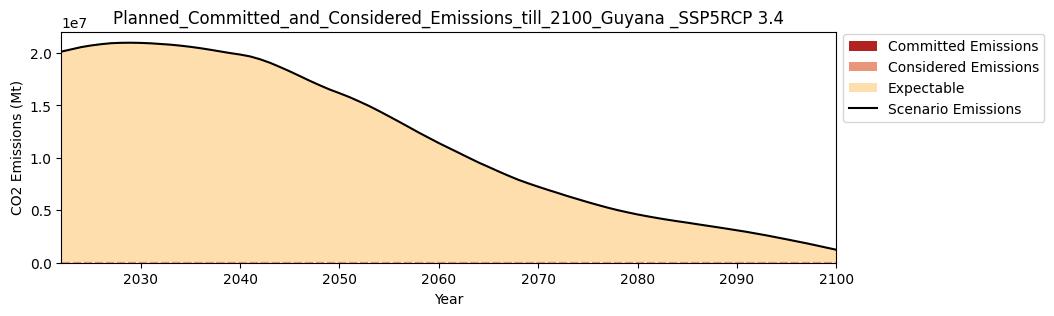 Planned_Committed_and_Considered_Emissions_till_2100_Guyana _SSP5RCP 3.4
1e7
CO2 Emissions (Mt)
2.0
1.5
1.0
0.5
0.0
2030 2040 2050 2060 2070 2080 2090 2100
Year
Committed Emissions
Considered Emissions
Expectable
Scenario Emissions